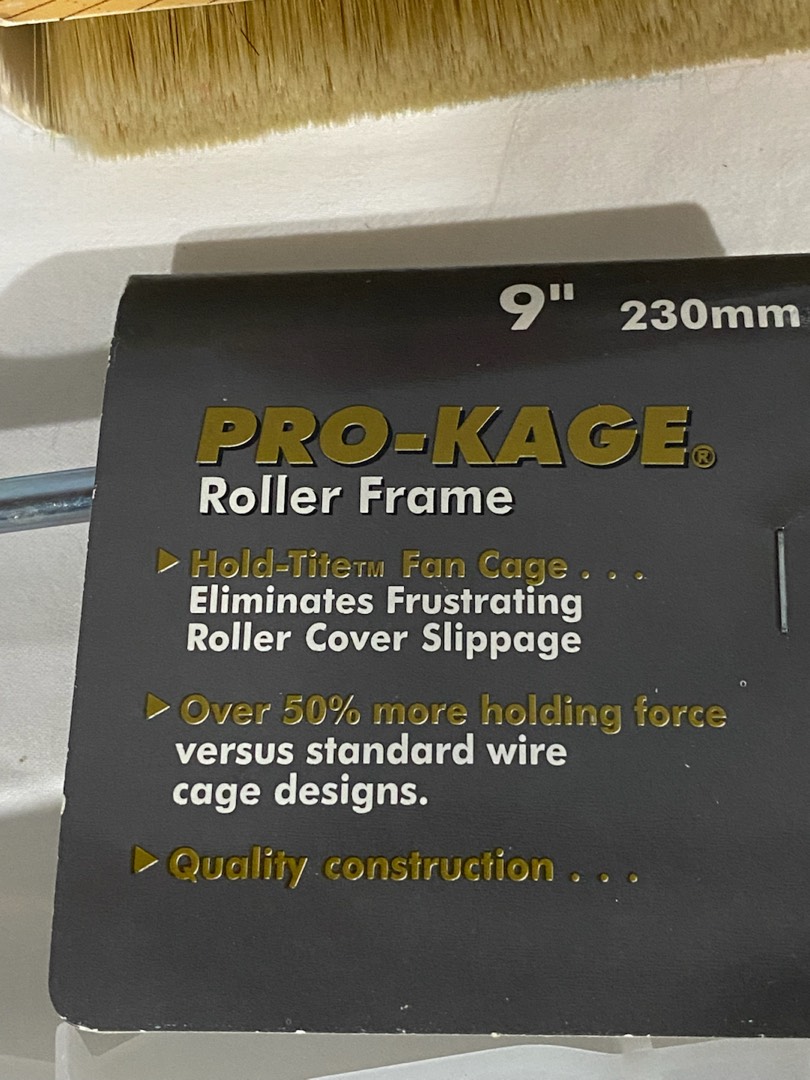 9" 230mm
PRO-KAGE®
Roller Frame
▶ Hold-Tite™ Fan Cage . . .
Eliminates Frustrating
Roller Cover Slippage
▶ Over 50% more holding force
versus standard wire
cage designs.
▶ Quality construction . . .